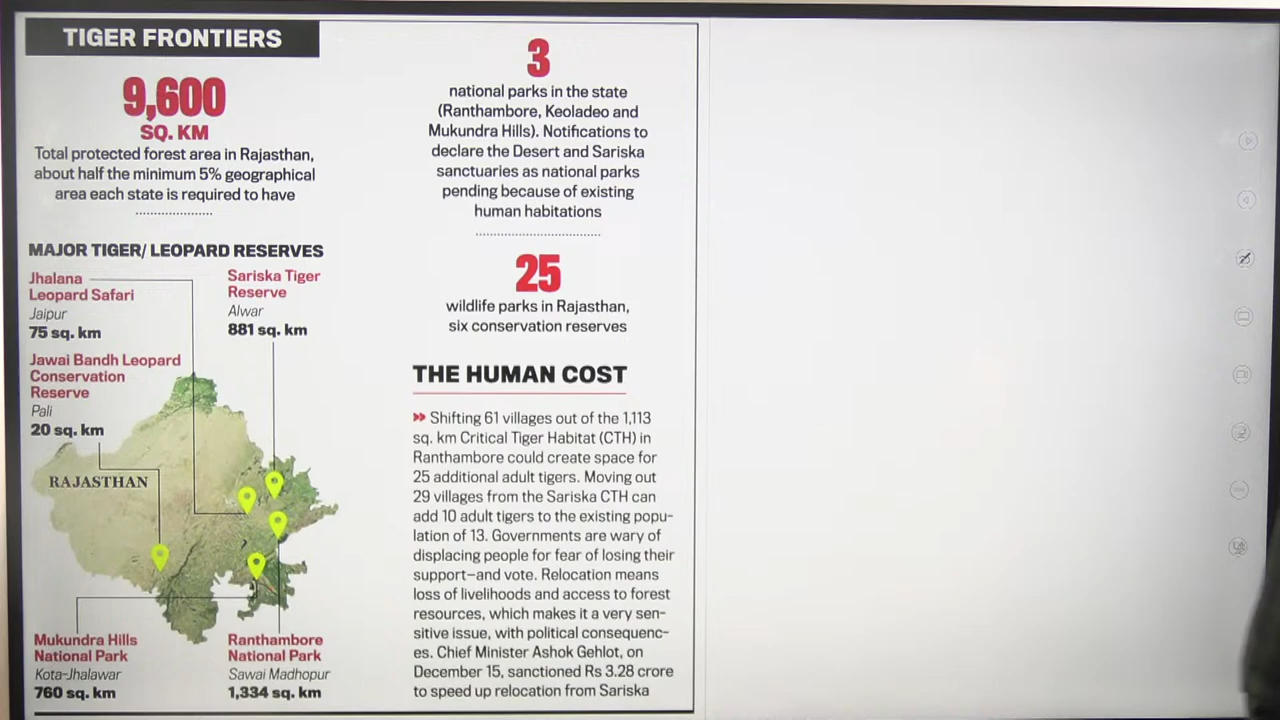 TIGER FRONTIERS
9,600
SQ. KM
Total protected forest area in Rajasthan,
about half the minimum 5% geographical
area each state is required to have
MAJOR TIGER/ LEOPARD RESERVES
Jhalana
Leopard Safari
Jaipur
75 sq. km
Sariska Tiger
Reserve
Alwar
881 sq. km
Jawai Bandh Leopard
Conservation
Reserve
Pali
20 sq. km
RAJASTHAN
Mukundra Hills
National Park
Kota-Jhalawar
760 sq. km
Ranthambore
National Park
Sawai Madhopur
1,334 sq. km
3
national parks in the state
(Ranthambore, Keoladeo and
Mukundra Hills). Notifications to
declare the Desert and Sariska
sanctuaries as national parks
pending because of existing
human habitations
25
wildlife parks in Rajasthan,
six conservation reserves
THE HUMAN COST
Shifting 61 villages out of the 1,113
sq. km Critical Tiger Habitat (CTH) in
Ranthambore could create space for
25 additional adult tigers. Moving out
29 villages from the Sariska CTH can
add 10 adult tigers to the existing popu-
lation of 13. Governments are wary of
displacing people for fear of losing their
support—and vote. Relocation means
loss of livelihoods and access to forest
resources, which makes it a very sen-
sitive issue, with political consequenc-
es. Chief Minister Ashok Gehlot, on
December 15, sanctioned Rs 3.28 crore
to speed up relocation from Sariska